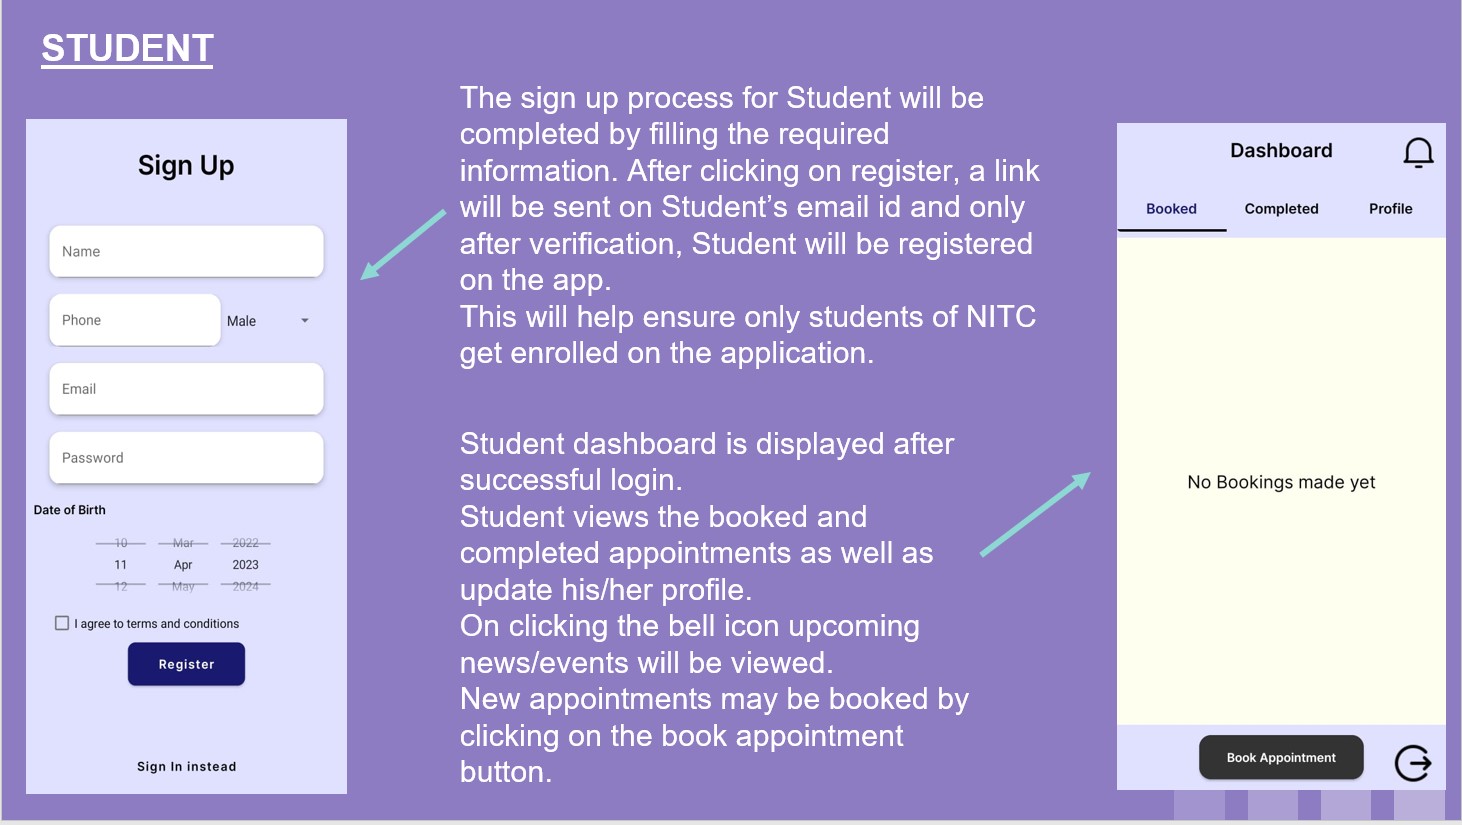 STUDENT
Sign Up
Name
Phone
Male
Email
Password
Date of Birth
10 Mar 2022
11 Apr 2023
12 May 2024
I agree to terms and conditions
Register
Sign In instead
The sign up process for Student will be
completed by filling the required
information. After clicking on register, a link
will be sent on Student’s email id and only
after verification, Student will be registered
on the app.
This will help ensure only students of NITC
get enrolled on the application.
Student dashboard is displayed after
successful login.
Student views the booked and
completed appointments as well as
update his/her profile.
On clicking the bell icon upcoming
news/events will be viewed.
New appointments may be booked by
clicking on the book appointment
button.
Dashboard
Booked Completed Profile
No Bookings made yet
Book Appointment